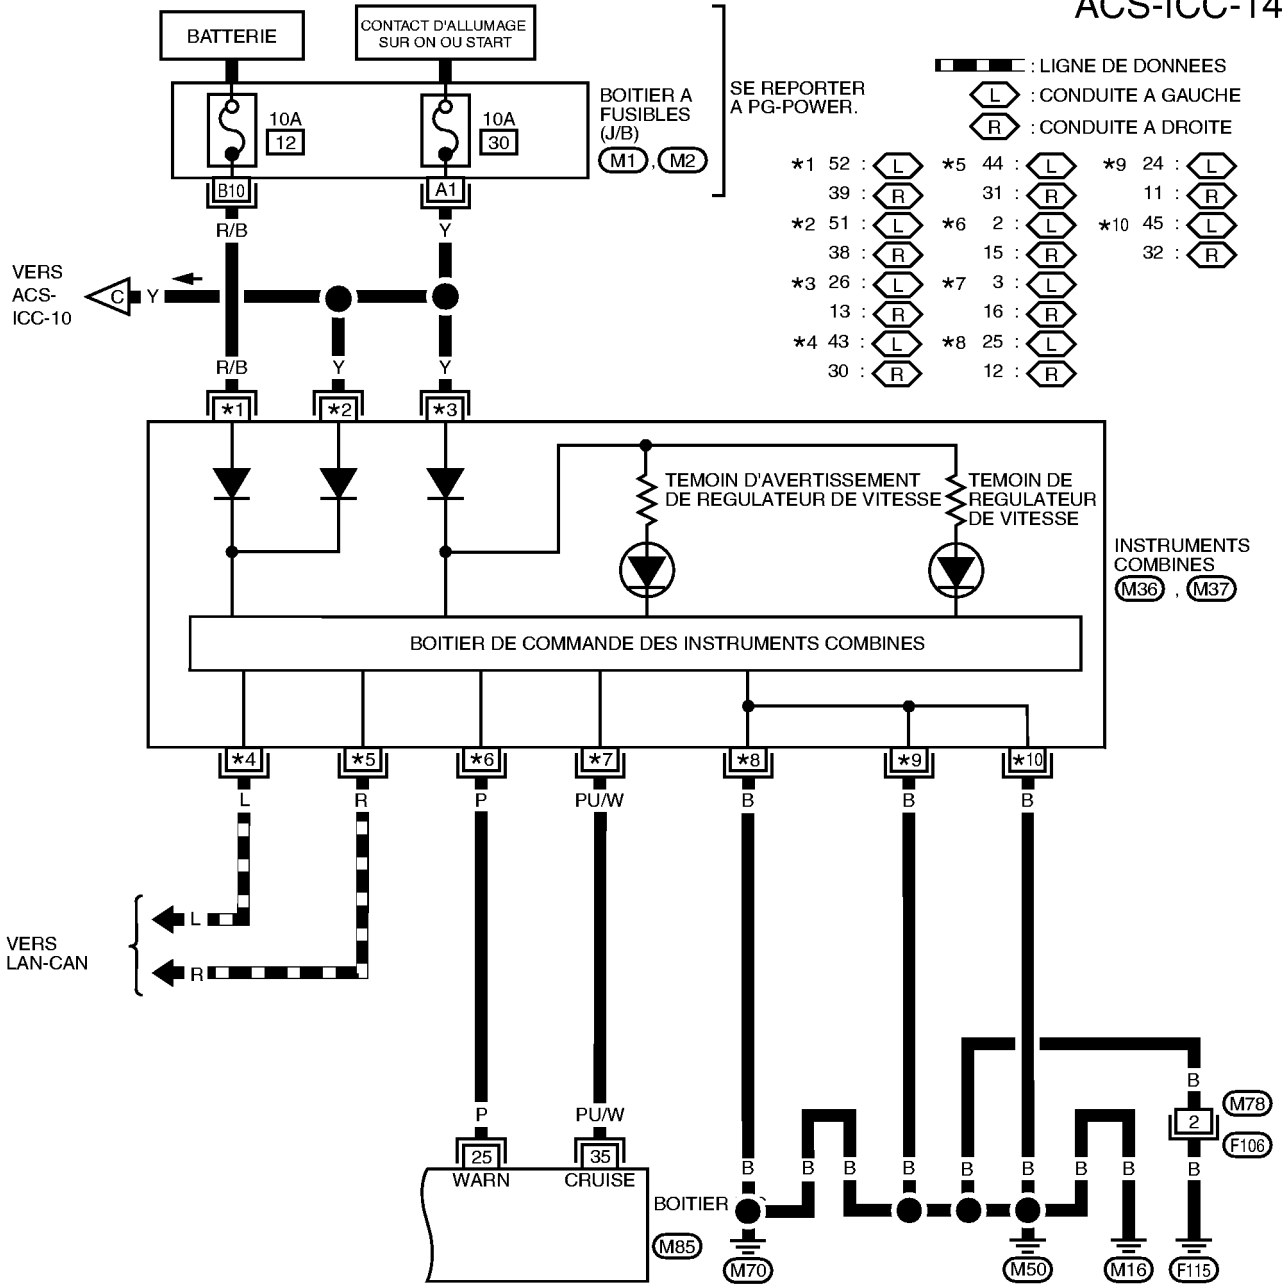 ACS-ICC-14
BATTERIE
CONTACT D'ALLUMAGE
SUR ON OU START
10A
12
10A
30
BOITIER A
FUSIBLES
(J/B)
M1 , M2
SE REPORTER
A PG-POWER.
: LIGNE DE DONNEES
L : CONDUITE A GAUCHE
R : CONDUITE A DROITE
*1 52 : L *5 44 : L *9 24 : L
39 : R 31 : R 11 : R
*2 51 : L *6 2 : L *10 45 : L
38 : R 15 : R 32 : R
*3 26 : L *7 3 : L
13 : R 16 : R
*4 43 : L *8 25 : L
30 : R 12 : R
B10 A1
R/B Y
VERS
ACS-
ICC-10
C Y
R/B Y Y
*1 *2 *3
TEMOIN D'AVERTISSEMENT
DE REGULATEUR DE VITESSE
TEMOIN DE
REGULATEUR
DE VITESSE
INSTRUMENTS
COMBINES
M36 , M37
BOITIER DE COMMANDE DES INSTRUMENTS COMBINES
*4 *5 *6 *7 *8 *9 *10
L R P PU/W B B B
VERS
LAN-CAN
L
R
P PU/W
25 35
WARN CRUISE
BOITIER
M85
B
M78
2
F106
B B B B B B B B B
M70 M50 M16 F115